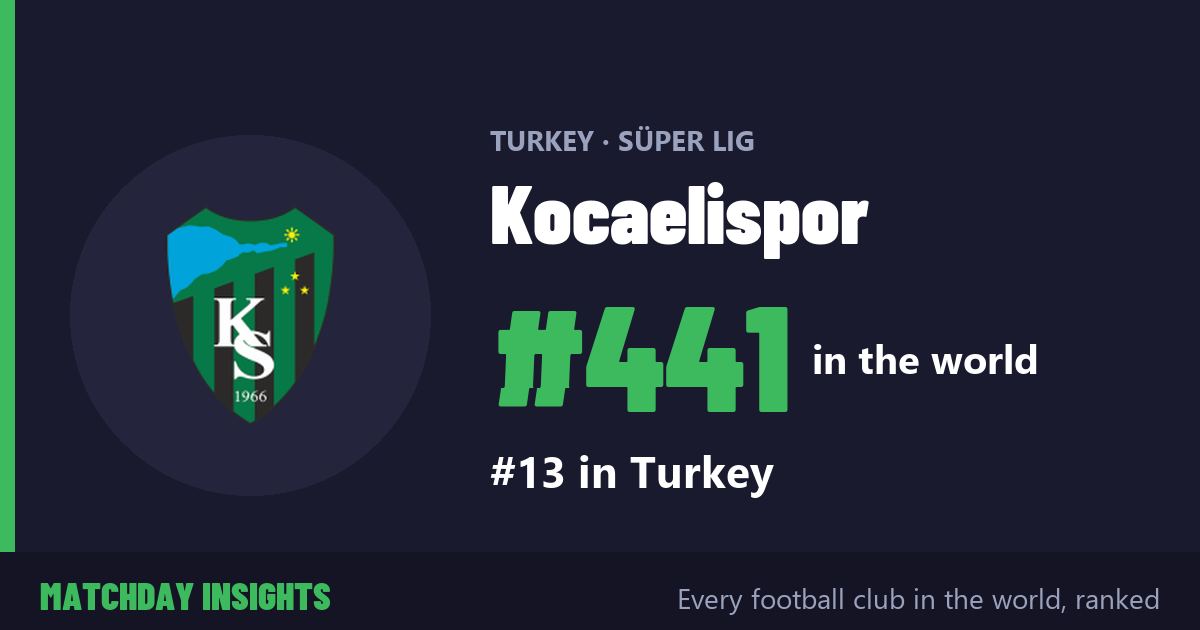 TURKEY · SÜPER LIG
Kocaelispor
#441 in the world
#13 in Turkey
KS
1966
MATCHDAY INSIGHTS
Every football club in the world, ranked